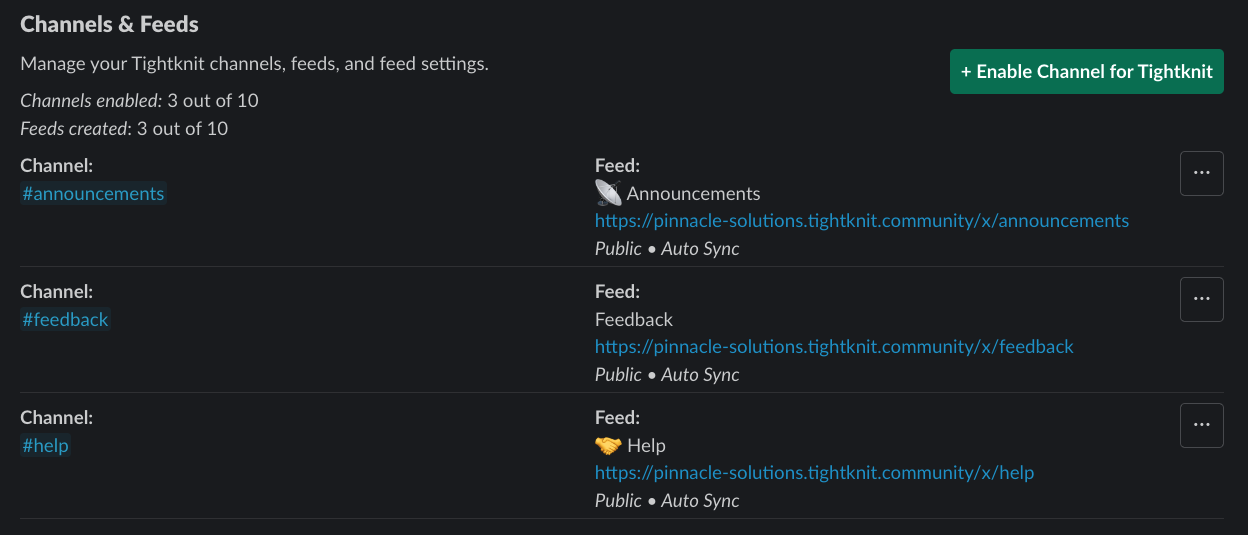 Channels & Feeds
Manage your Tightknit channels, feeds, and feed settings.
+ Enable Channel for Tightknit
Channels enabled: 3 out of 10
Feeds created: 3 out of 10
Channel:
#announcements
Feed:
📡 Announcements
https://pinnacle-solutions.tightknit.community/x/announcements
Public • Auto Sync
...
Channel:
#feedback
Feed:
Feedback
https://pinnacle-solutions.tightknit.community/x/feedback
Public • Auto Sync
...
Channel:
#help
Feed:
🤝 Help
https://pinnacle-solutions.tightknit.community/x/help
Public • Auto Sync
...